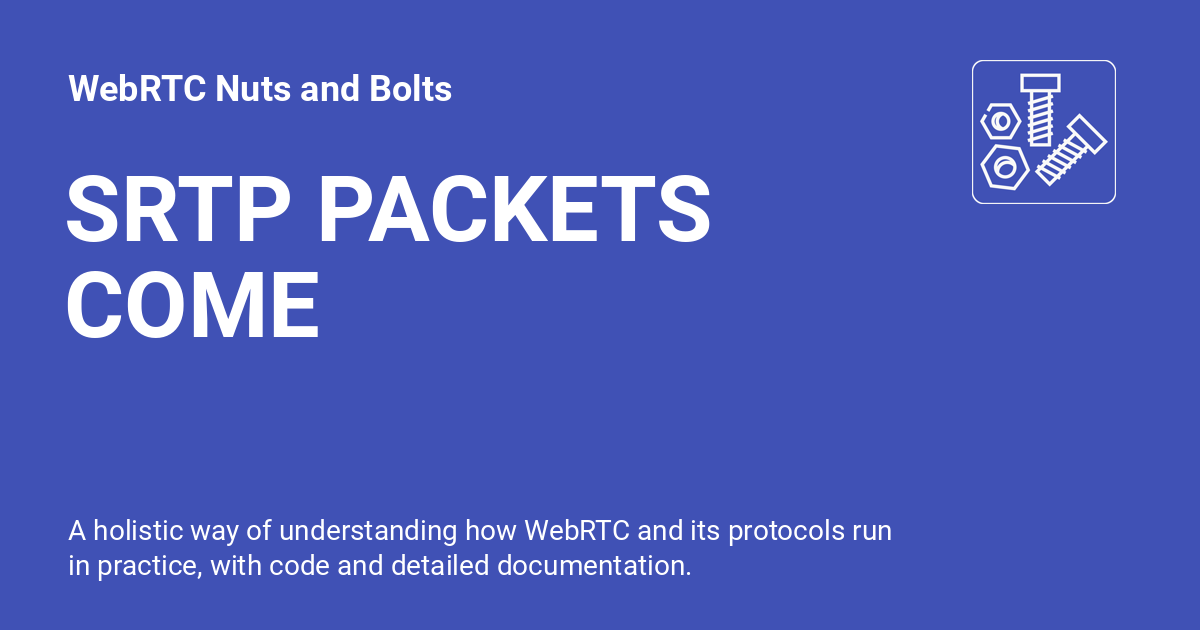 WebRTC Nuts and Bolts
SRTP PACKETS
COME
A holistic way of understanding how WebRTC and its protocols run
in practice, with code and detailed documentation.